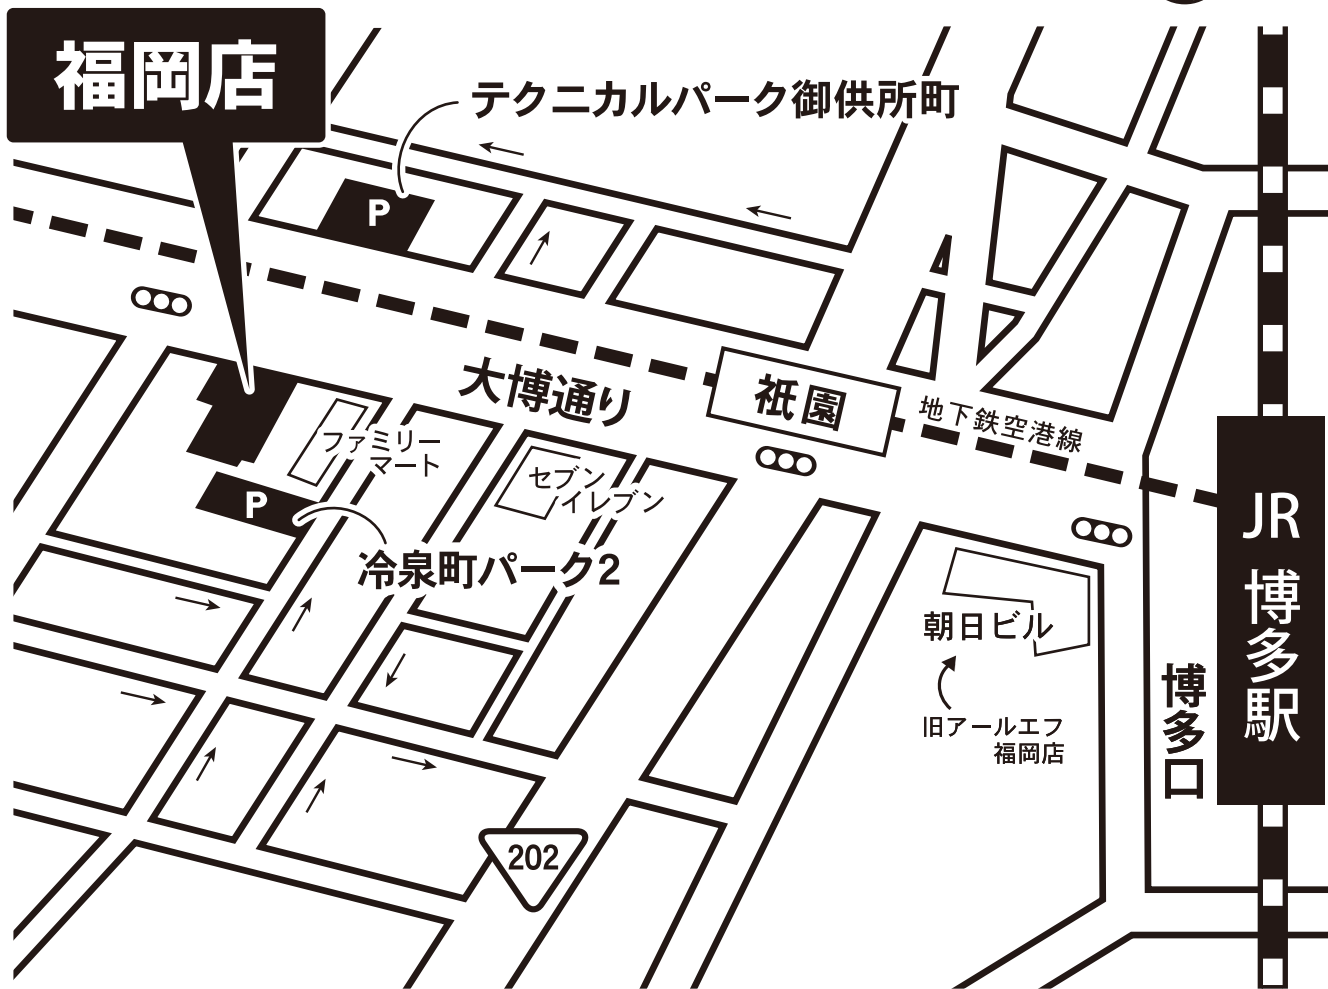 福岡店
テクニカルパーク御供所町
P
大博通り
祇園
地下鉄空港線
ファミリー
マート
セブン
イレブン
P
冷泉町パーク2
JR 博多駅
博多口
朝日ビル
旧アールエフ
福岡店
202